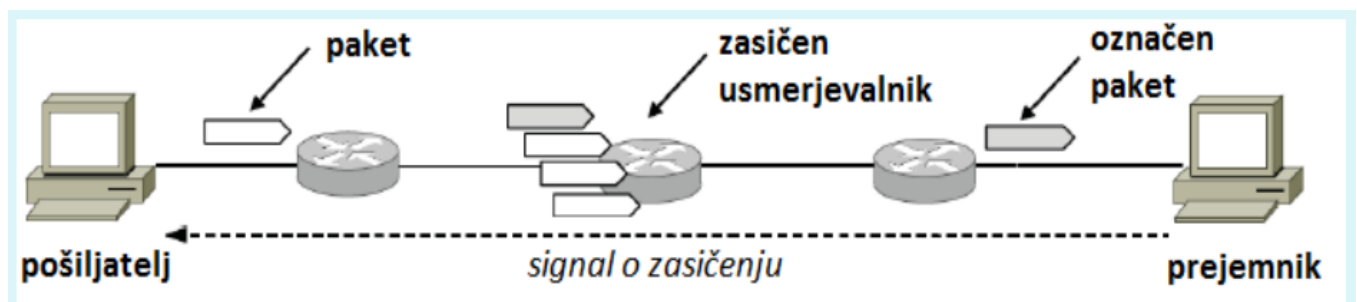 paket
zasičen
usmerjevalnik
označen
paket
pošiljatelj
signal o zasičenju
prejemnik